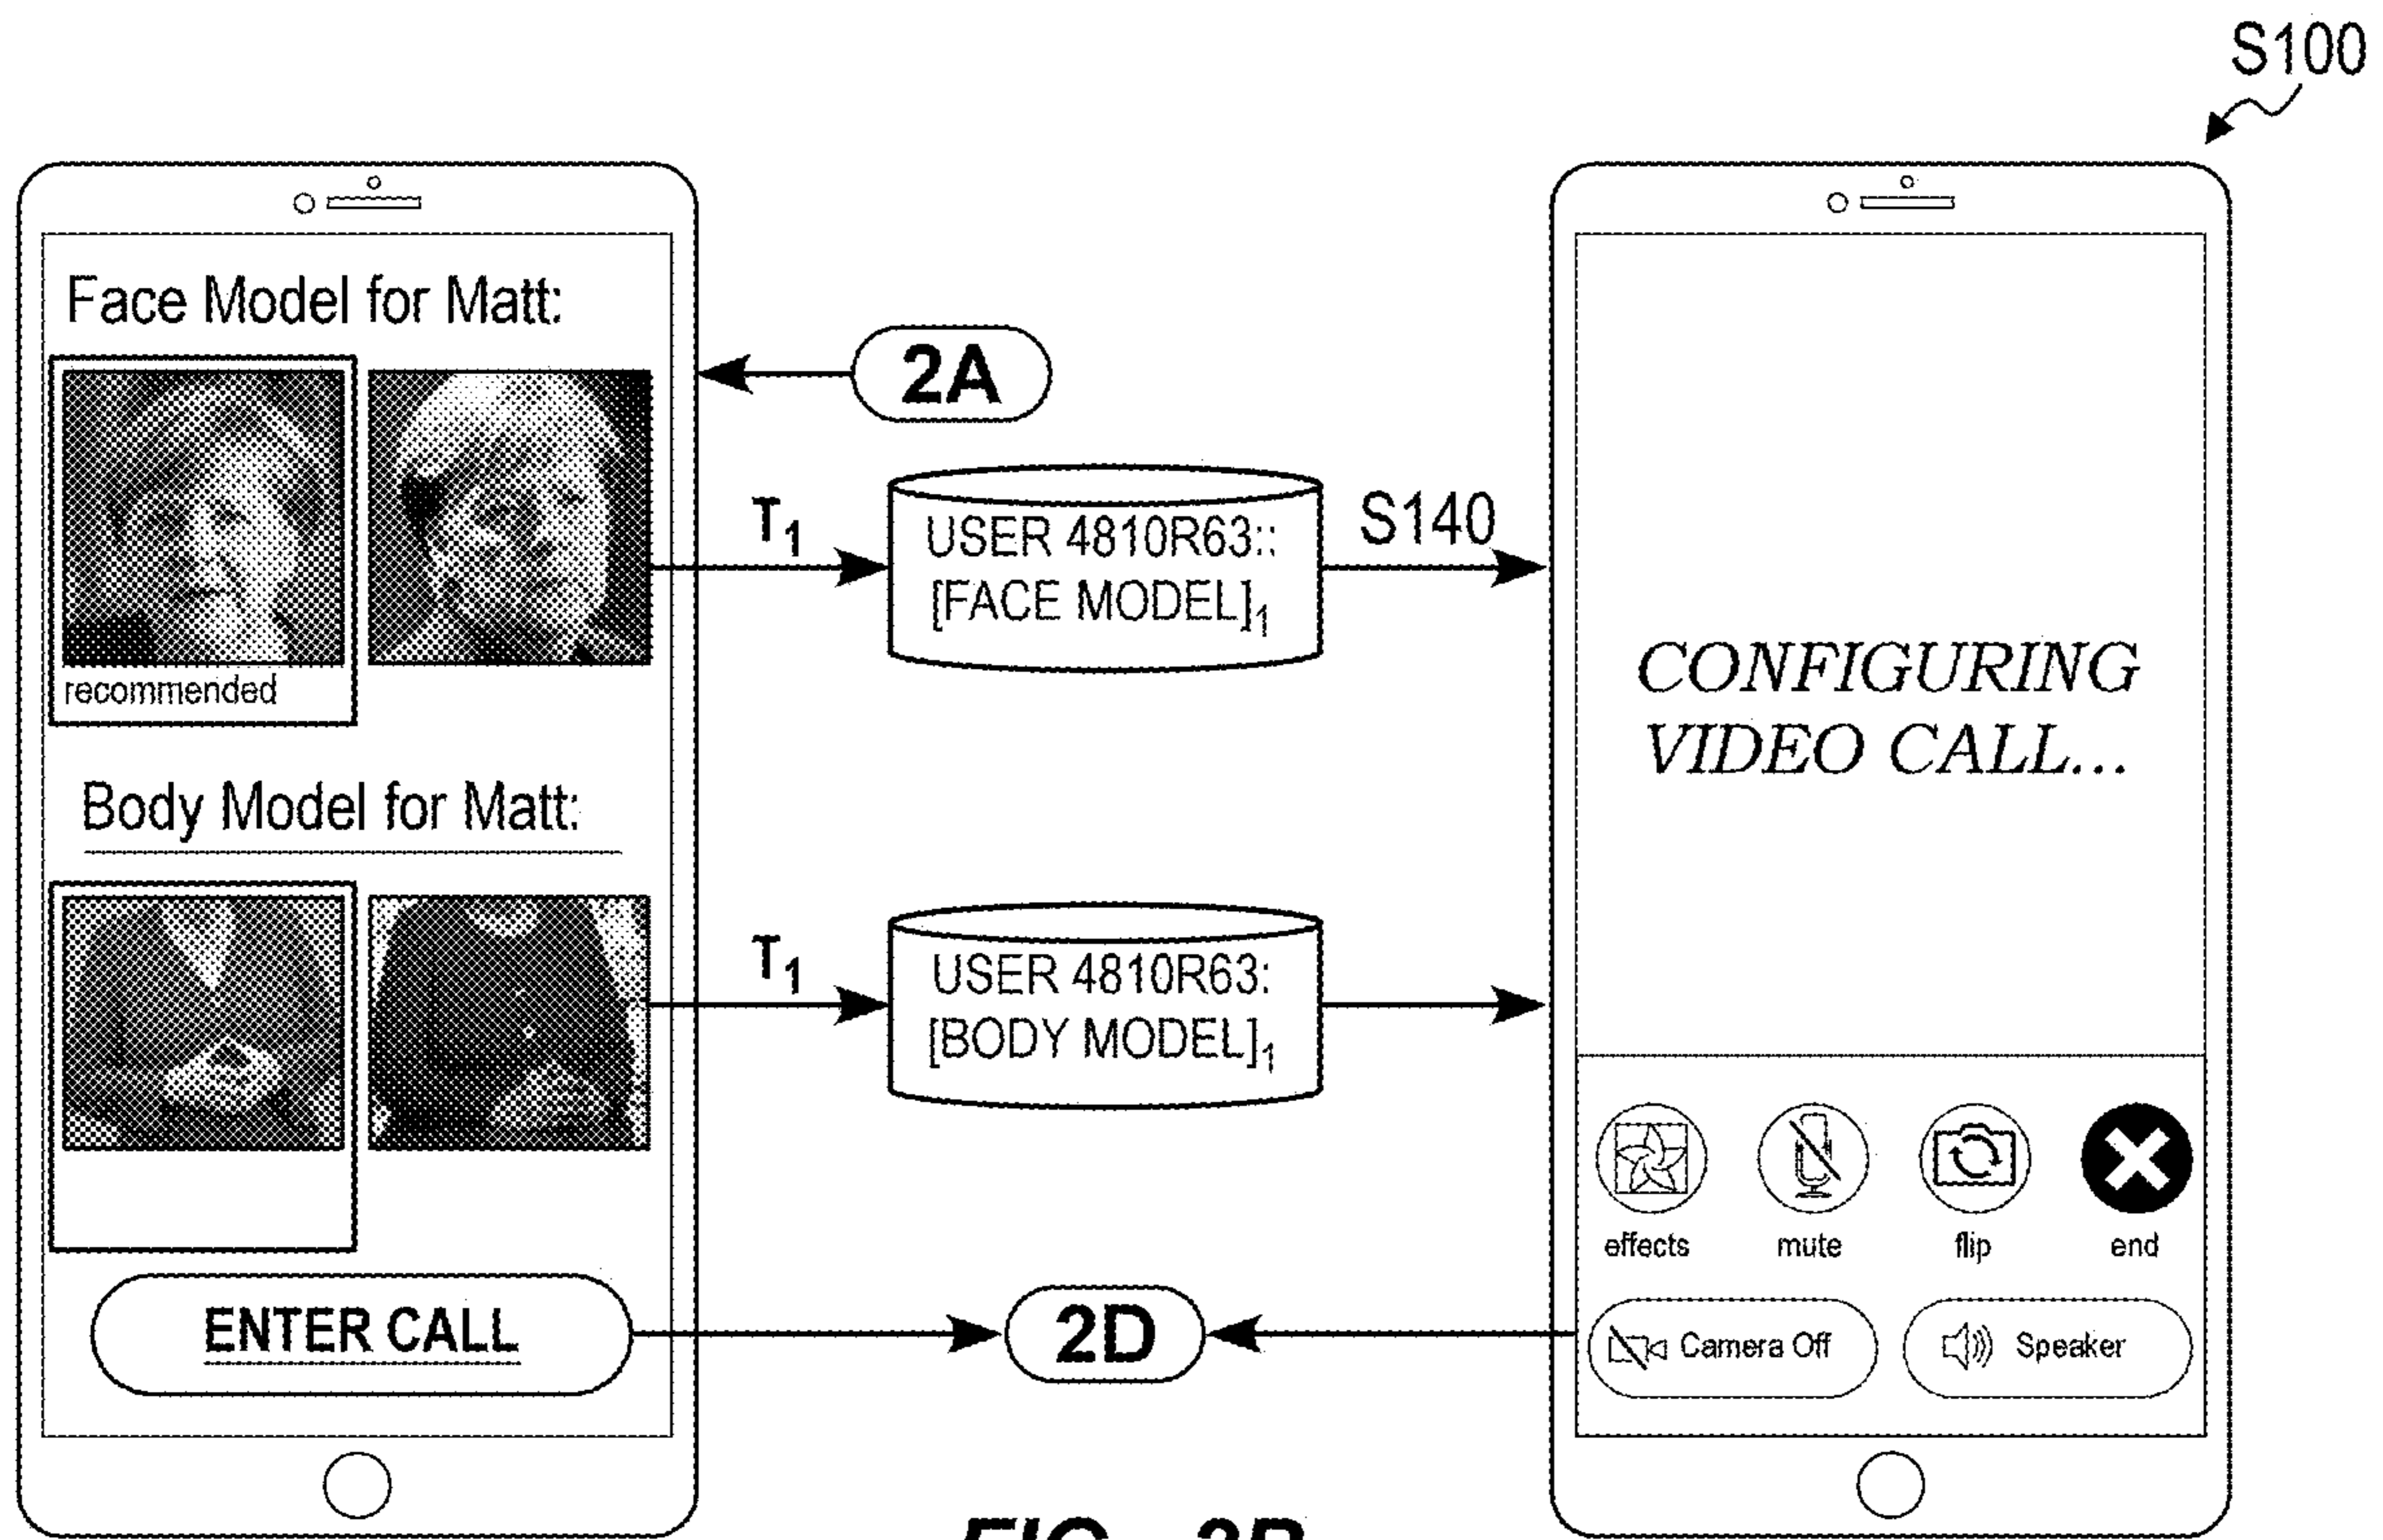 S100
Face Model for Matt:
recommended
Body Model for Matt:
ENTER CALL
2A
T1
USER 4810R63::
[FACE MODEL]1
S140
T1
USER 4810R63:
[BODY MODEL]1
2D
CONFIGURING
VIDEO CALL...
effects mute flip end
Camera Off Speaker